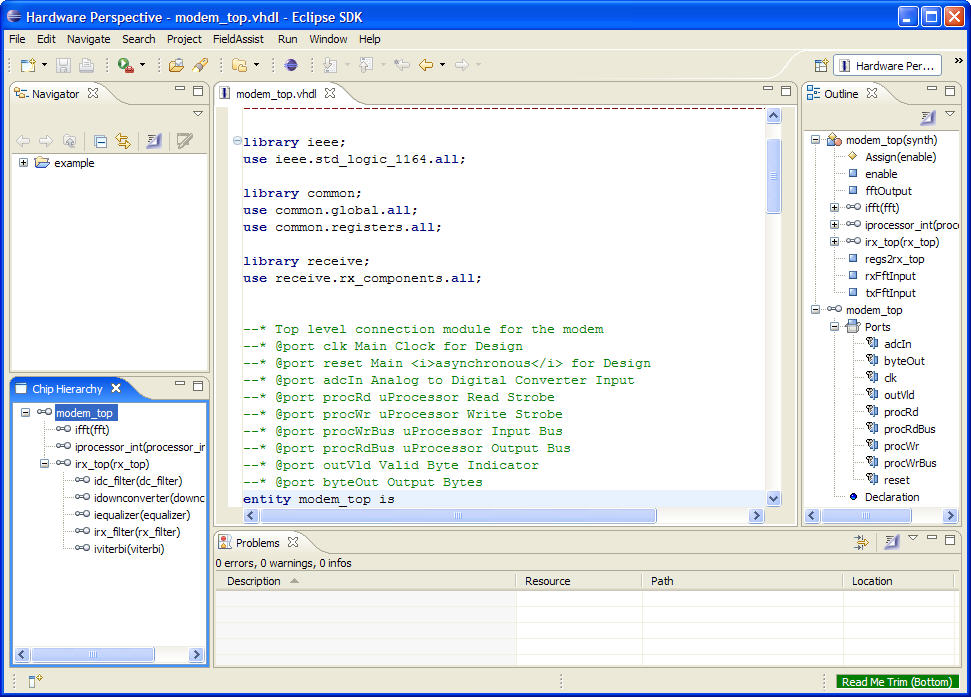 Hardware Perspective - modem_top.vhdl - Eclipse SDK
File Edit Navigate Search Project FieldAssist Run Window Help
Hardware Per...
Navigator
example
Chip Hierarchy
modem_top
ifft(fft)
iprocessor_int(processor_ir
irx_top(rx_top)
idc_filter(dc_filter)
idownconverter(downc
iequalizer(equalizer)
irx_filter(rx_filter)
iviterbi(viterbi)
modem_top.vhdl
library ieee;
use ieee.std_logic_1164.all;
library common;
use common.global.all;
use common.registers.all;
library receive;
use receive.rx_components.all;
--* Top level connection module for the modem
--* @port clk Main Clock for Design
--* @port reset Main <i>asynchronous</i> for Design
--* @port adcIn Analog to Digital Converter Input
--* @port procRd uProcessor Read Strobe
--* @port procWr uProcessor Write Strobe
--* @port procWrBus uProcessor Input Bus
--* @port procRdBus uProcessor Output Bus
--* @port outVld Valid Byte Indicator
--* @port byteOut Output Bytes
entity modem_top is
Outline
modem_top(synth)
Assign(enable)
enable
fftOutput
ifft(fft)
iprocessor_int(proc
irx_top(rx_top)
regs2rx_top
rxFftInput
txFftInput
modem_top
Ports
adcIn
byteOut
clk
outVld
procRd
procRdBus
procWr
procWrBus
reset
Declaration
Problems
0 errors, 0 warnings, 0 infos
Description Resource Path Location
Read Me Trim (Bottom)